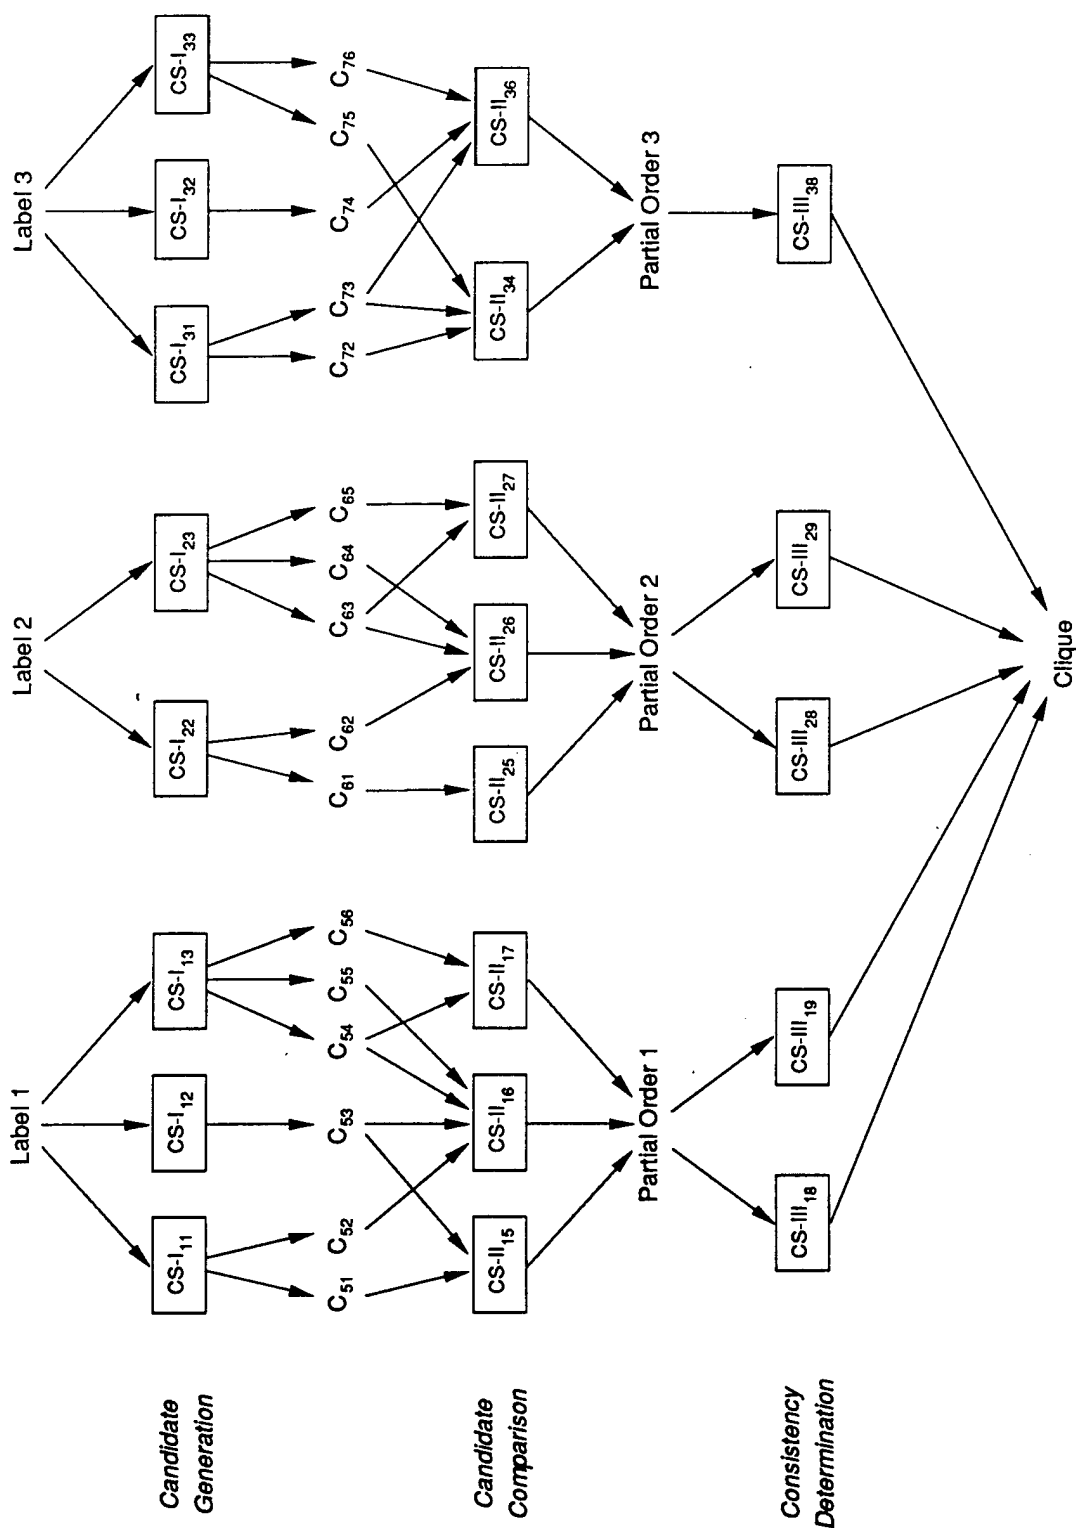 Label 1
Label 2
Label 3
Candidate
Generation
CS-I11
CS-I12
CS-I13
CS-I22
CS-I23
CS-I31
CS-I32
CS-I33
C51
C52
C53
C54
C55
C56
C61
C62
C63
C64
C65
C72
C73
C74
C75
C76
Candidate
Comparison
CS-II15
CS-II16
CS-II17
CS-II25
CS-II26
CS-II27
CS-II34
CS-II36
Partial Order 1
Partial Order 2
Partial Order 3
Consistency
Determination
CS-III18
CS-III19
CS-III28
CS-III29
CS-III38
Clique